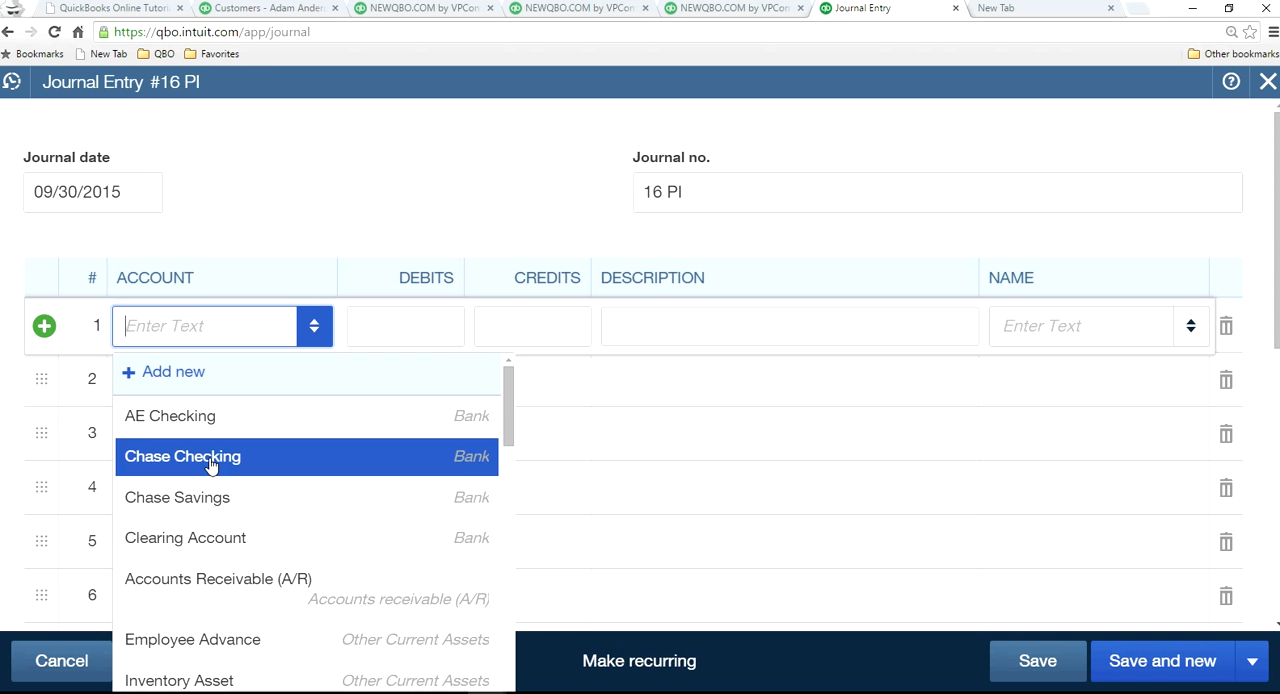 QuickBooks Online Tutori
Customers - Adam Ander
NEWQBO.COM by VPCon
NEWQBO.COM by VPCon
NEWQBO.COM by VPCon
Journal Entry
New Tab
https://qbo.intuit.com/app/journal
Bookmarks New Tab QBO Favorites Other bookmarks
Journal Entry #16 PI
Journal date Journal no.
09/30/2015 16 PI
# ACCOUNT DEBITS CREDITS DESCRIPTION NAME
1 Enter Text Enter Text
+ Add new
2
AE Checking Bank
3
Chase Checking Bank
4
Chase Savings Bank
5
Clearing Account Bank
6
Accounts Receivable (A/R)
Accounts receivable (A/R)
Employee Advance Other Current Assets
Inventory Asset Other Current Assets
Cancel Make recurring Save Save and new